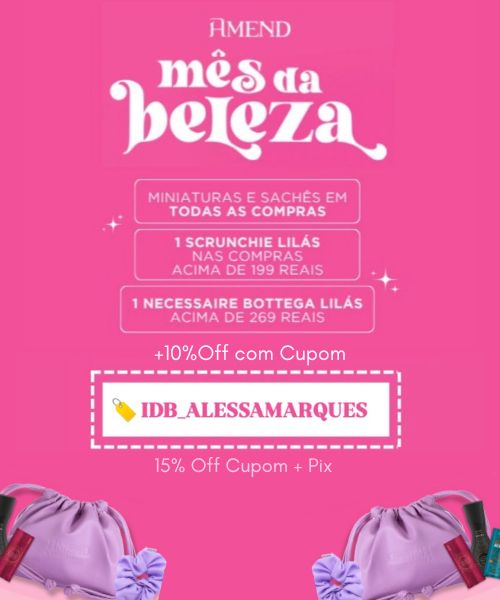 AMEND
mês da
beleza
MINIATURAS E SACHÊS EM
TODAS AS COMPRAS
1 SCRUNCHIE LILÁS
NAS COMPRAS
ACIMA DE 199 REAIS
1 NECESSAIRE BOTTEGA LILÁS
ACIMA DE 269 REAIS
+10%Off com Cupom
IDB_ALESSAMARQUES
15% Off Cupom + Pix